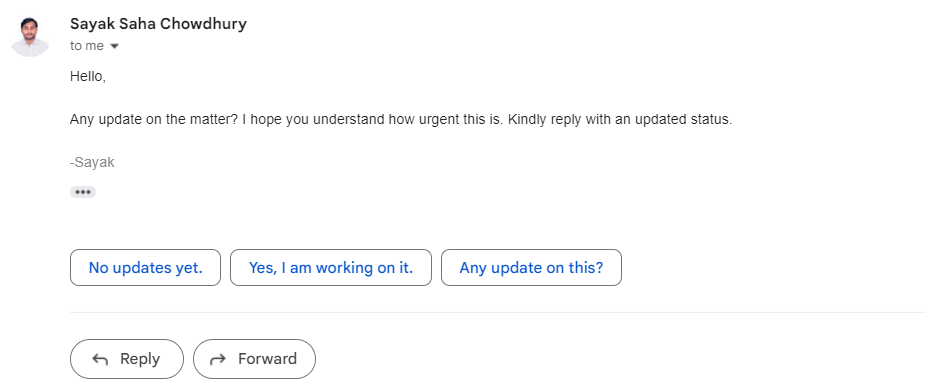 Sayak Saha Chowdhury
to me
Hello,
Any update on the matter? I hope you understand how urgent this is. Kindly reply with an updated status.
-Sayak
No updates yet.
Yes, I am working on it.
Any update on this?
Reply
Forward